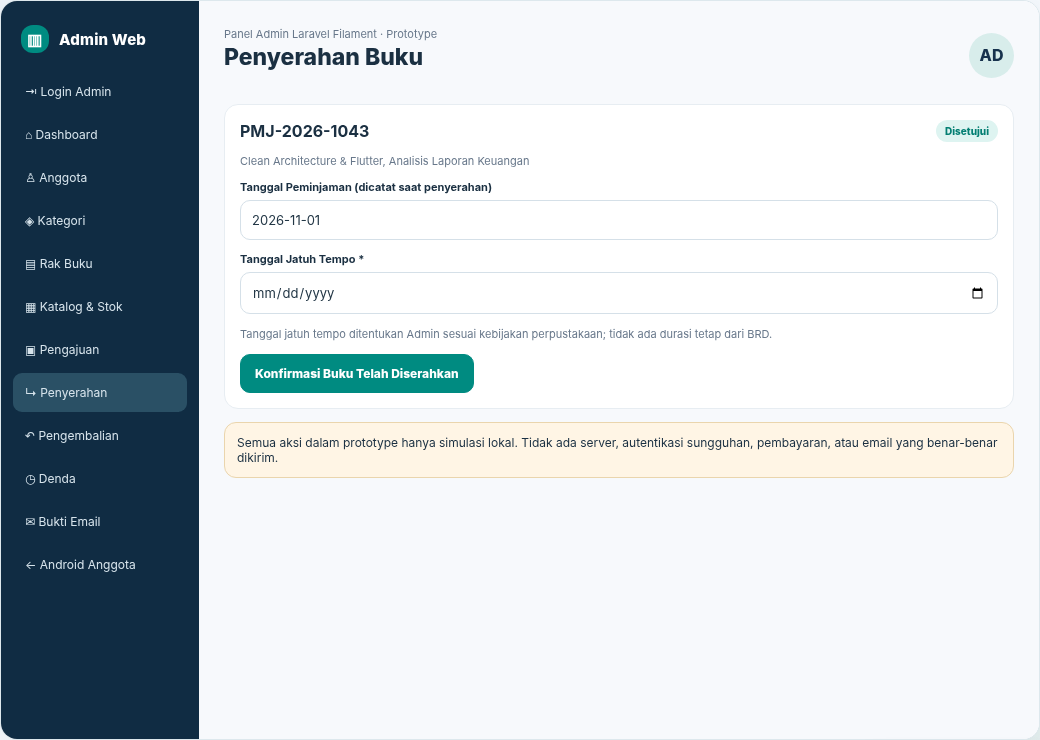 Admin Web
Login Admin
Dashboard
Anggota
Kategori
Rak Buku
Katalog & Stok
Pengajuan
Penyerahan
Pengembalian
Denda
Bukti Email
← Android Anggota
Panel Admin Laravel Filament · Prototype
Penyerahan Buku
AD
PMJ-2026-1043
Disetujui
Clean Architecture & Flutter, Analisis Laporan Keuangan
Tanggal Peminjaman (dicatat saat penyerahan)
2026-11-01
Tanggal Jatuh Tempo *
mm/dd/yyyy
Tanggal jatuh tempo ditentukan Admin sesuai kebijakan perpustakaan; tidak ada durasi tetap dari BRD.
Konfirmasi Buku Telah Diserahkan
Semua aksi dalam prototype hanya simulasi lokal. Tidak ada server, autentikasi sungguhan, pembayaran, atau email yang benar-benar
dikirim.